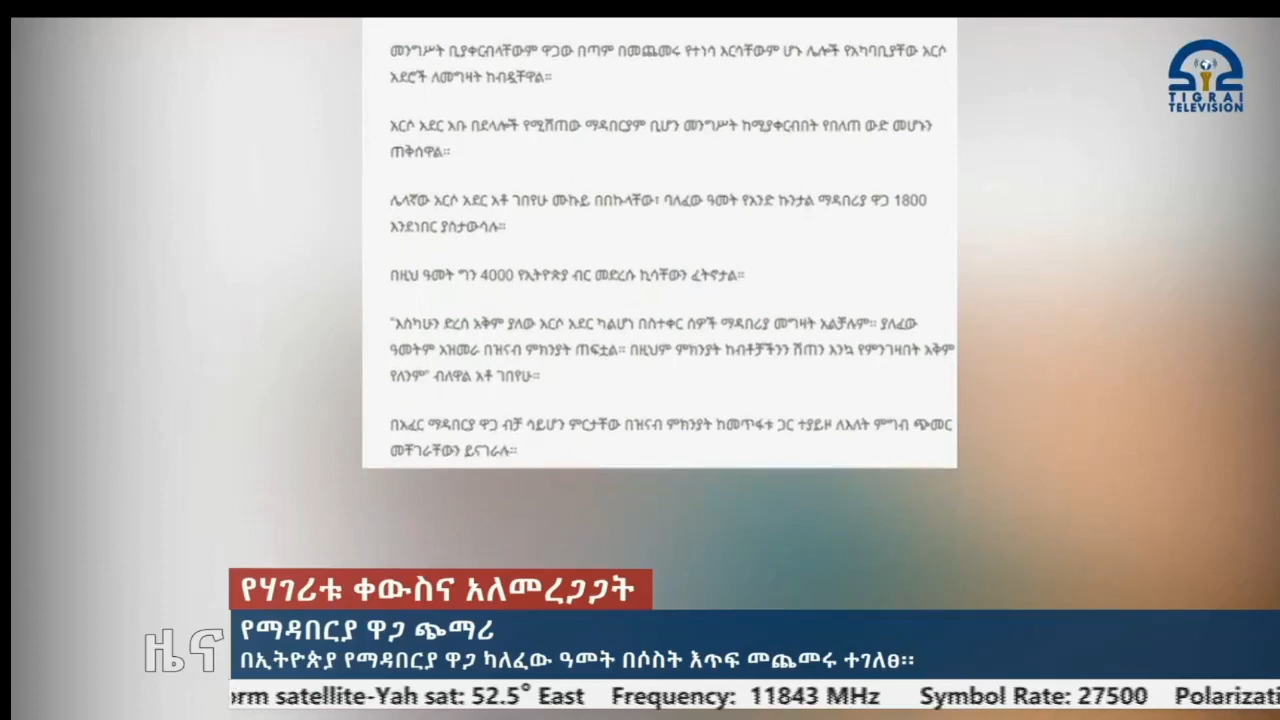 መንግሥት ቢያቀርብላቸውም ዋጋው በጣም በመጨመሩ የተነሳ እርሳቸውም ሆኑ ሌሎች የአካባቢያቸው አርሶ
አደሮች ለመግዛት ከብዷቸዋል።
አርሶ አደር አቡ በደላሎች የሚሸጠው ማዳበርያም ቢሆን መንግሥት ከሚያቀርብበት የበለጠ ውድ መሆኑን
ጠቅሰዋል።
ሌላኛው አርሶ አደር አቶ ገበየሁ ሙኩይ በበኩላቸው፣ ባለፈው ዓመት የአንድ ኩንታል ማዳበሪያ ዋጋ 1800
እንደነበር ያስታውሳሉ።
በዚህ ዓመት ግን 4000 የኢትዮጵያ ብር መድረሱ ኪሳቸውን ፈትኖታል።
"እስካሁን ድረስ አቅም ያለው አርሶ አደር ካልሆነ በስተቀር ሰዎች ማዳበሪያ መግዛት አልቻሉም። ያለፈው
ዓመትም አዝመራ በዝናብ ምክንያት ጠፍቷል። በዚህም ምክንያት ከብቶቻችንን ሽጠን እንኳ የምንገዛበት አቅም
የለንም" ብለዋል አቶ ገበየሁ።
በአፈር ማዳበርያ ዋጋ ብቻ ሳይሆን ምርታቸው በዝናብ ምክንያት ከመጥፋቱ ጋር ተያይዞ ለእለት ምግብ ጭመር
መቸገራቸውን ይናገራሉ።
TIGRAI
TELEVISION
የሃገሪቱ ቀውስና አለመረጋጋት
ዜና
የማዳበርያ ዋጋ ጭማሪ
በኢትዮጵያ የማዳበርያ ዋጋ ካለፈው ዓመት በሶስት እጥፍ መጨመሩ ተገለፀ።
orm satellite-Yah sat: 52.5° East Frequency: 11843 MHz Symbol Rate: 27500 Polarizati